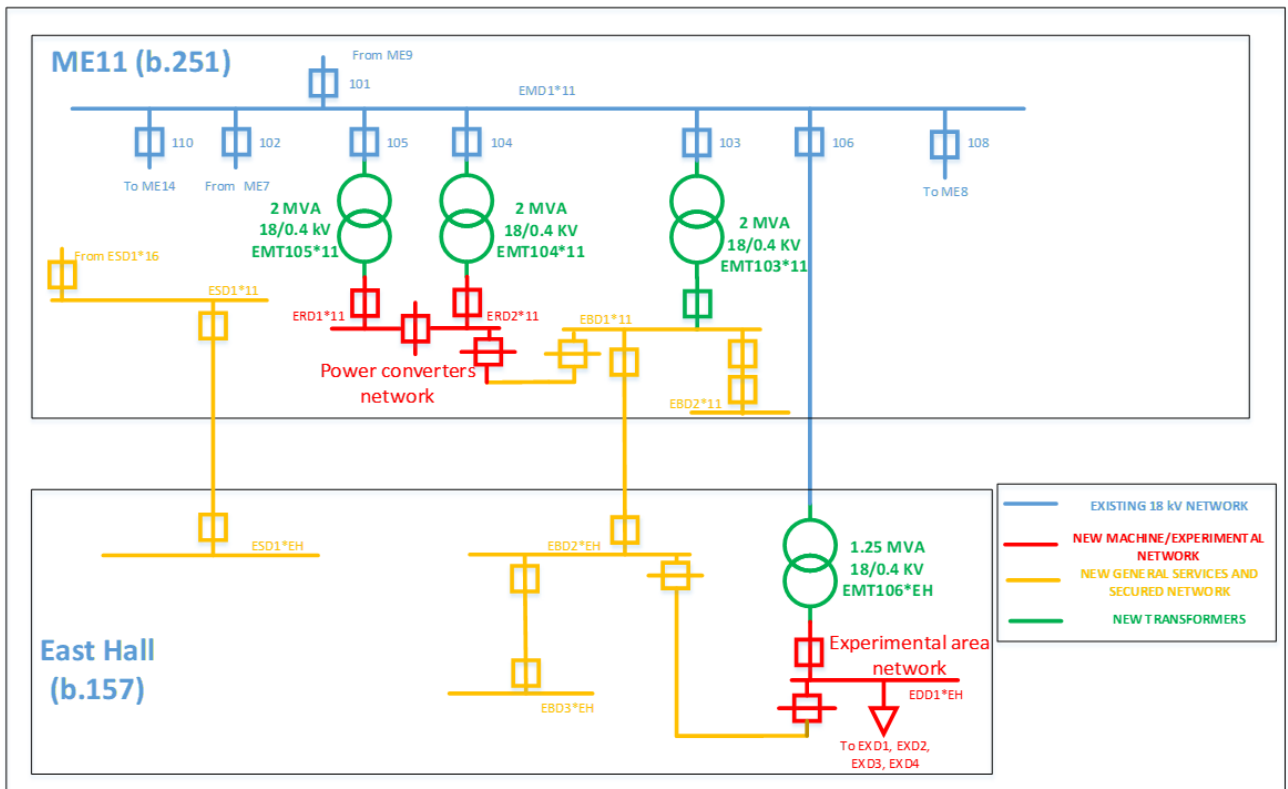 From ME9
ME11 (b.251)
101
EMD1*11
110
102
105
104
103
106
108
To ME14
From ME7
To ME8
2 MVA
18/0.4 kV
EMT105*11
2 MVA
18/0.4 KV
EMT104*11
2 MVA
18/0.4 KV
EMT103*11
From ESD1*16
ESD1*11
ERD1*11
ERD2*11
EBD1*11
Power converters
network
EBD2*11
EXISTING 18 kV NETWORK
NEW MACHINE/EXPERIMENTAL
NETWORK
NEW GENERAL SERVICES AND
SECURED NETWORK
NEW TRANSFORMERS
ESD1*EH
EBD2*EH
1.25 MVA
18/0.4 KV
EMT106*EH
East Hall
(b.157)
Experimental area
network
EBD3*EH
EDD1*EH
To EXD1, EXD2,
EXD3, EXD4